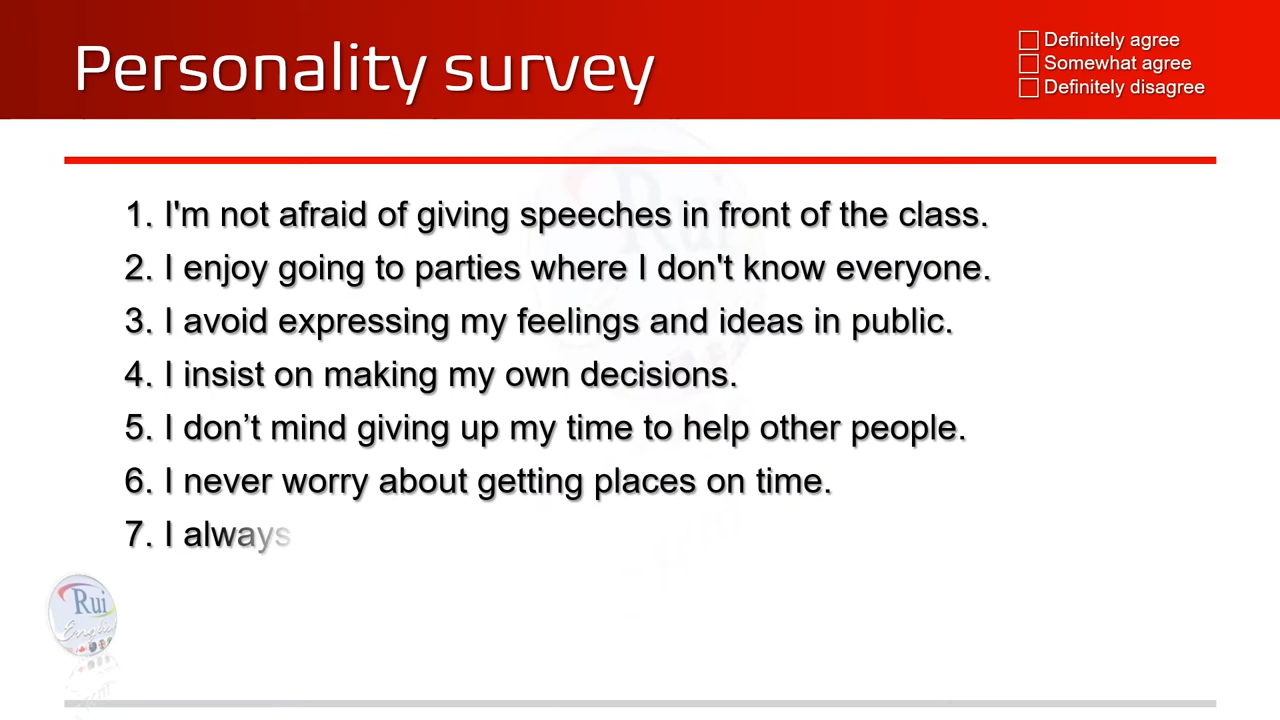 Personality survey
Definitely agree
Somewhat agree
Definitely disagree
1. I'm not afraid of giving speeches in front of the class.
2. I enjoy going to parties where I don't know everyone.
3. I avoid expressing my feelings and ideas in public.
4. I insist on making my own decisions.
5. I don’t mind giving up my time to help other people.
6. I never worry about getting places on time.
7. I always
Rui
English